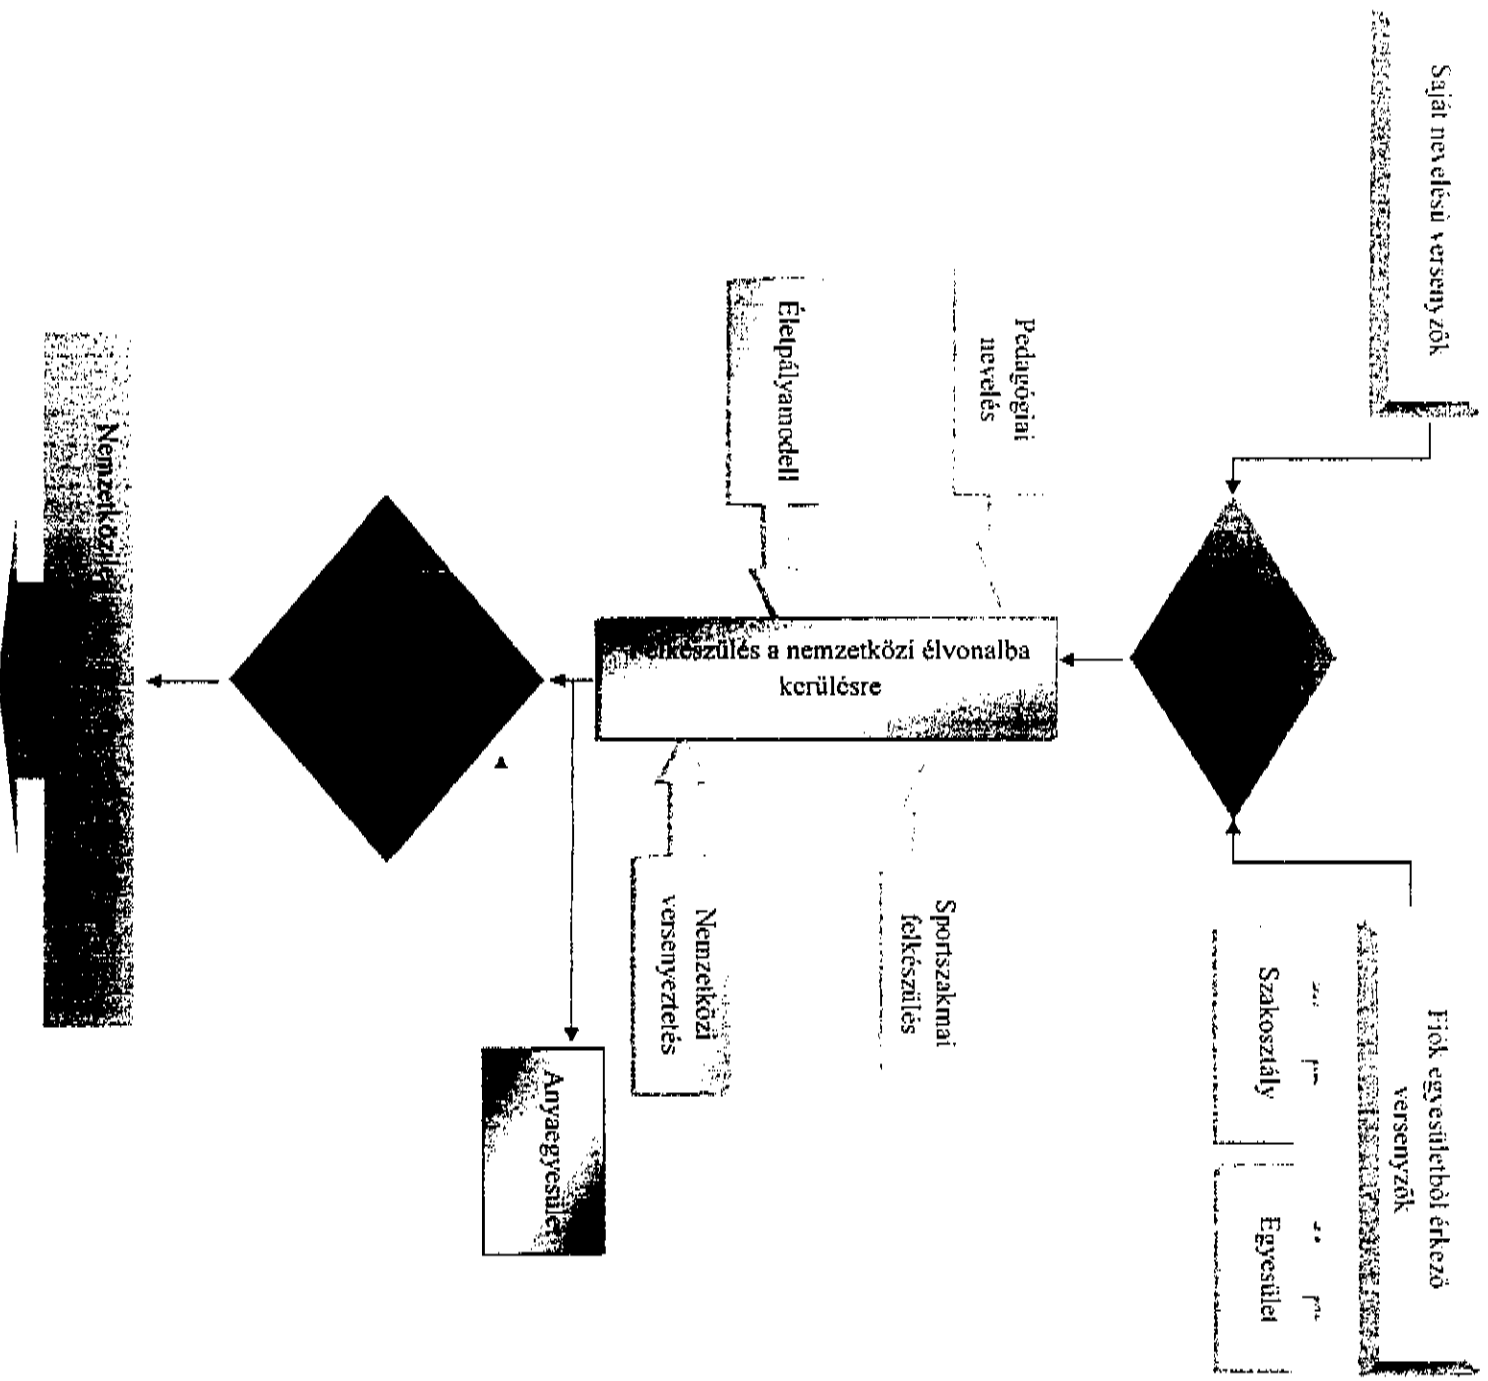 Saját nevelésű versenyzők
Fiók egyesületből érkező
versenyzők
Szakosztály
Egyesület
Pedagógiai
nevelés
Sportszakmai
felkészülés
Életpályamodell
Felkészülés a nemzetközi élvonalba
kerülésre
Nemzetközi
versenyeztetés
Anyaegyesület
Nemzetközi